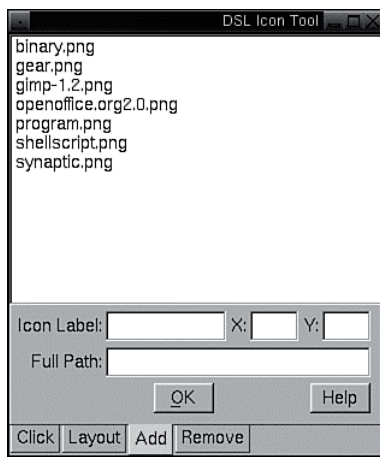 DSL Icon Tool
binary.png
gear.png
gimp-1.2.png
openoffice.org2.0.png
program.png
shellscript.png
synaptic.png
Icon Label: X: Y:
Full Path:
OK Help
Click Layout Add Remove